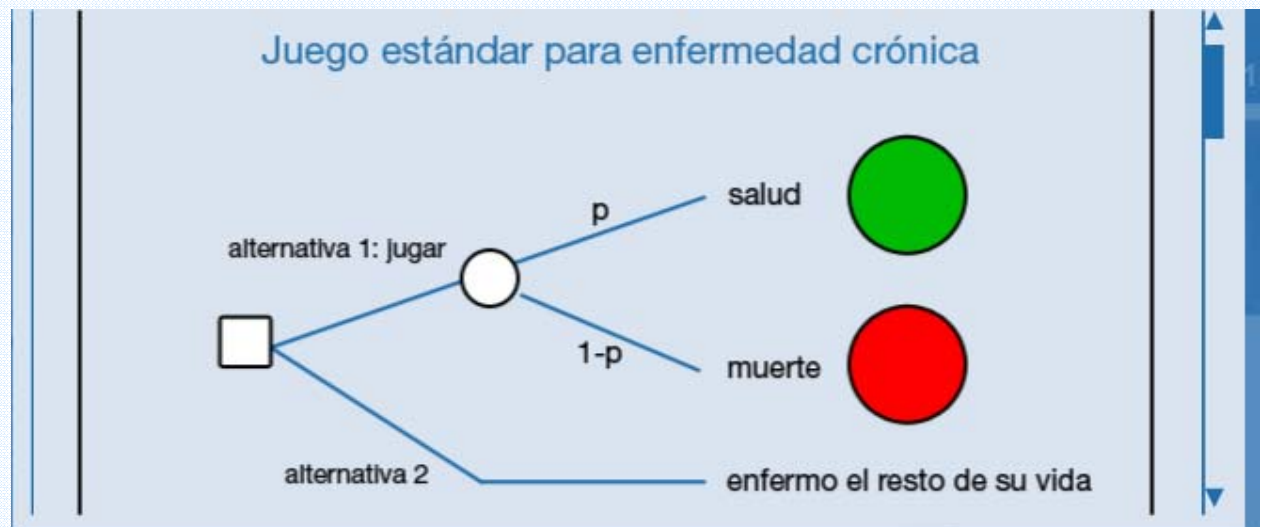 Juego estándar para enfermedad crónica
p
salud
alternativa 1: jugar
1-p
muerte
alternativa 2
enfermo el resto de su vida
1